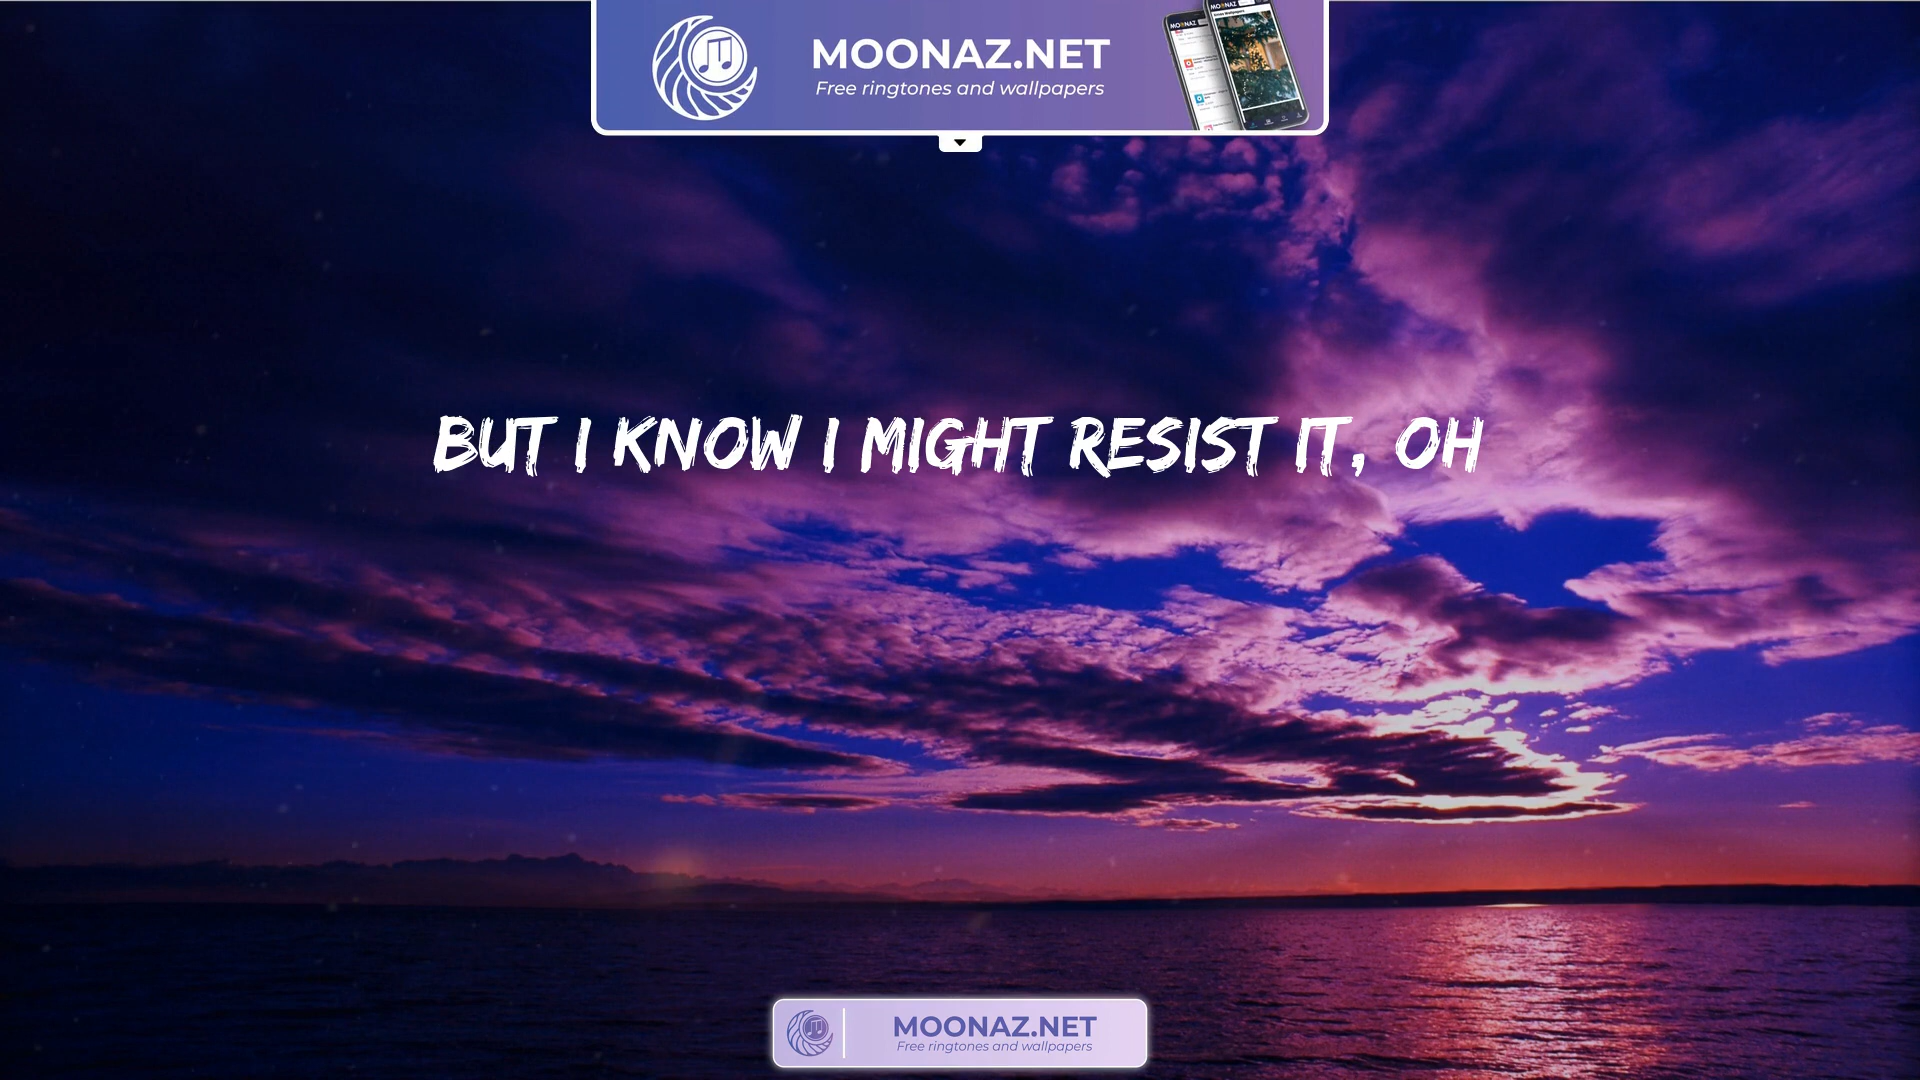 MOONAZ.NET
Free ringtones and wallpapers
BUT I KNOW I MIGHT RESIST IT, OH
MOONAZ.NET
Free ringtones and wallpapers